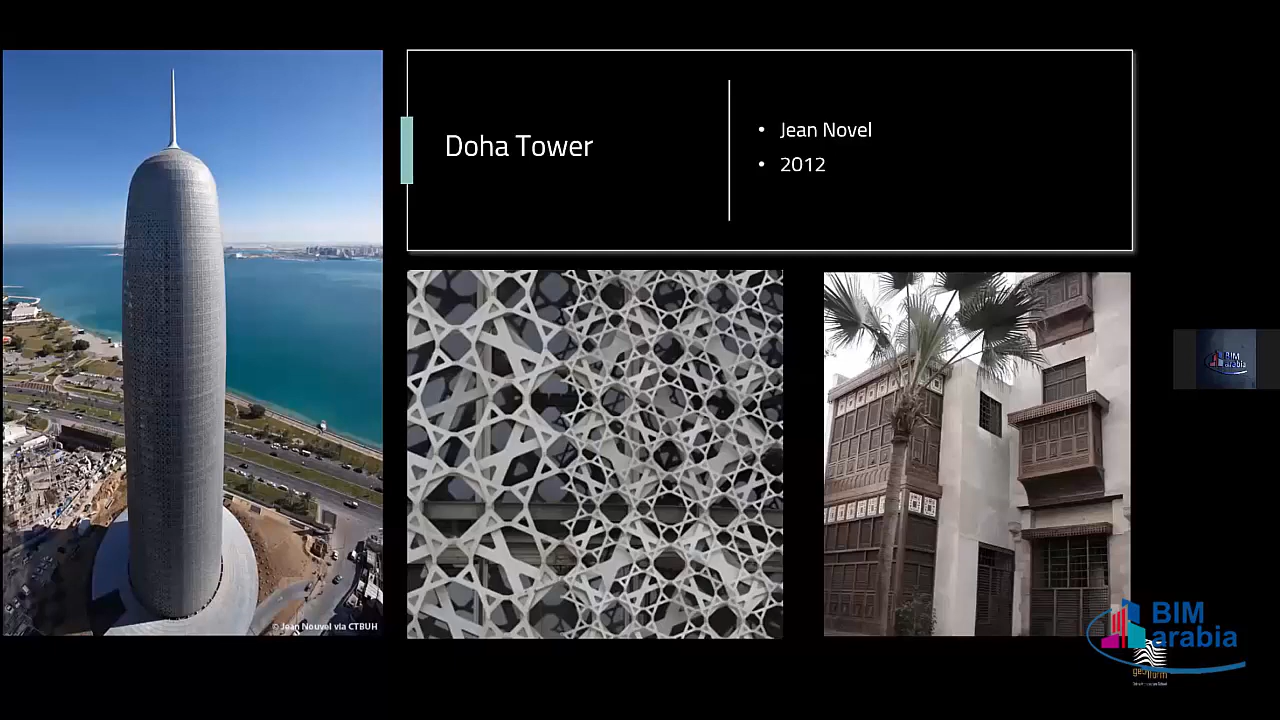 Doha Tower
• Jean Novel
• 2012
© Jean Nouvel via CTBUH
BIM
arabia
BIM
arabia